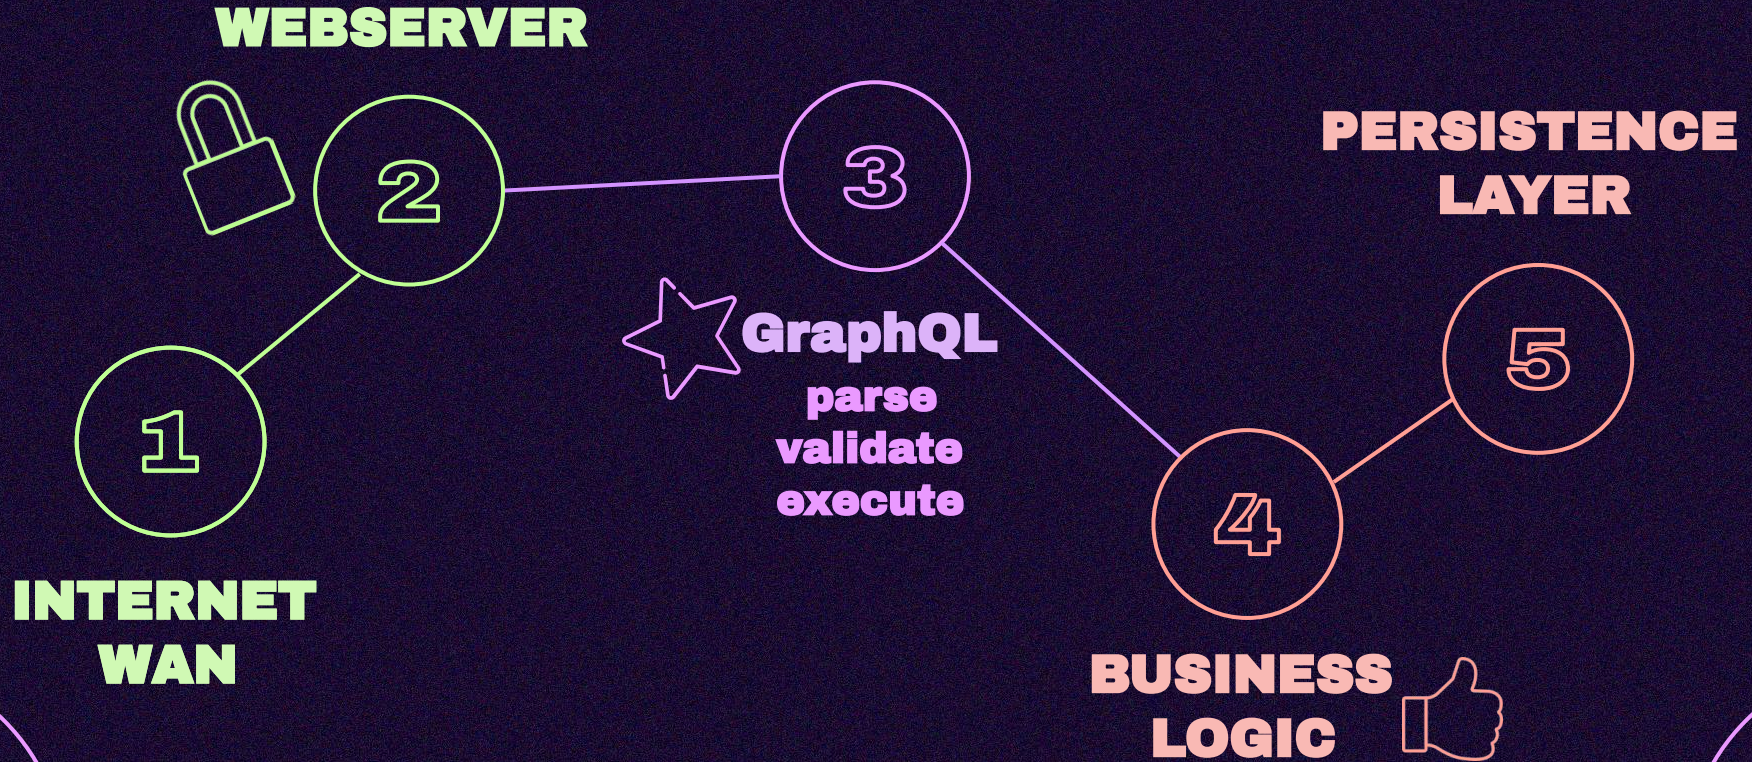 WEBSERVER
2
3
PERSISTENCE
LAYER
1
GraphQL
parse
validate
execute
5
4
INTERNET
WAN
BUSINESS
LOGIC